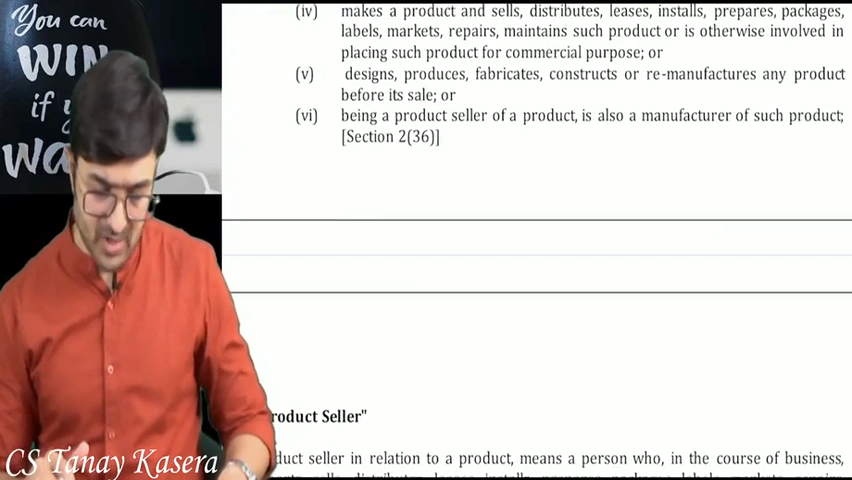 You can
WIN
if
wa
(iv) makes a product and sells, distributes, leases, installs, prepares, packages,
labels, markets, repairs, maintains such product or is otherwise involved in
placing such product for commercial purpose; or
(v) designs, produces, fabricates, constructs or re-manufactures any product
before its sale; or
(vi) being a product seller of a product, is also a manufacturer of such product;
[Section 2(36)]
roduct Seller"
duct seller in relation to a product, means a person who, in the course of business,
CS Tanay Kasera